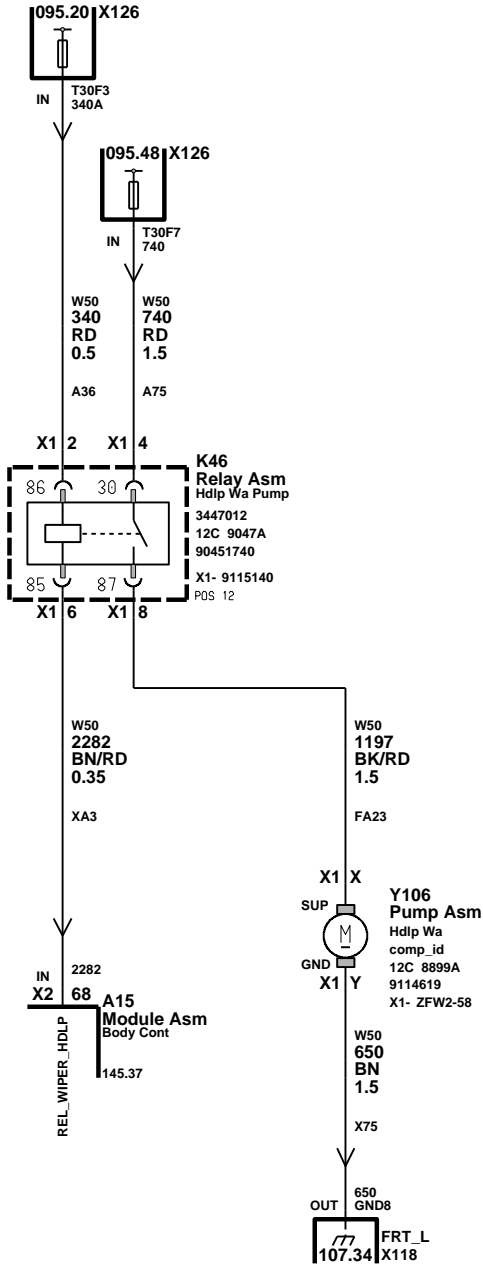 095.20 X126
IN T30F3
340A
095.48 X126
IN T30F7
740
W50
340
RD
0.5
A36
W50
740
RD
1.5
A75
X1 2
X1 4
K46
Relay Asm
Hdlp Wa Pump
3447012
12C 9047A
90451740
X1- 9115140
POS 12
86
30
85
87
X1 6
X1 8
W50
2282
BN/RD
0.35
XA3
W50
1197
BK/RD
1.5
FA23
X1 X
SUP
M
GND
X1 Y
Y106
Pump Asm
Hdlp Wa
comp_id
12C 8899A
9114619
X1- ZFW2-58
IN 2282
X2 68
A15
Module Asm
Body Cont
145.37
REL_WIPER_HDLP
W50
650
BN
1.5
X75
650
OUT GND8
FRT_L
107.34 X118